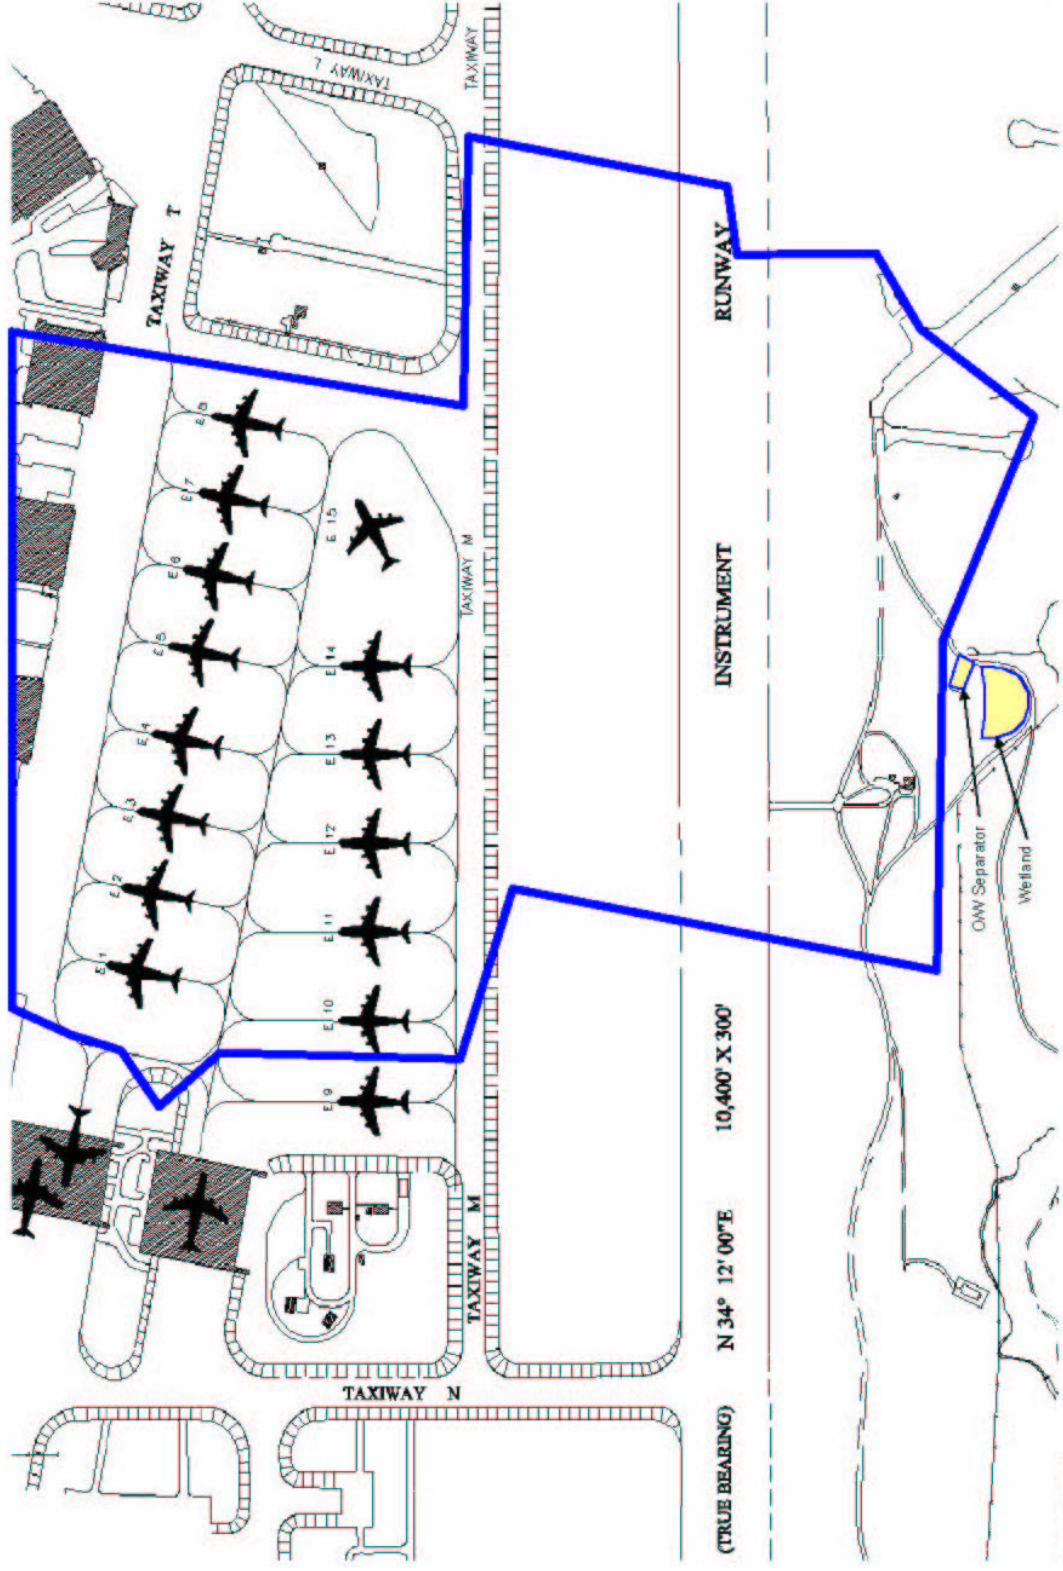 TAXIWAY L
TAXIWAY
TAXIWAY T
RUNWAY
E 8
E 7
E 6
E 5
E 4
E 3
E 2
E 1
E 15
E 14
E 13
E 12
E 11
E 10
E 9
TAXIWAY M
INSTRUMENT
O/W Separator
Wetland
10,400' X 300'
TAXIWAY M
N 34° 12' 00"E
TAXIWAY N
(TRUE BEARING)